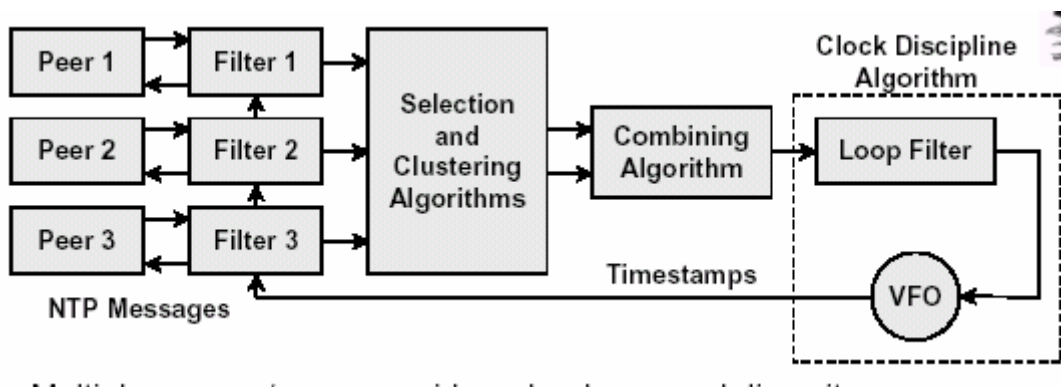 Peer 1
Filter 1
Peer 2
Filter 2
Peer 3
Filter 3
NTP Messages
Selection
and
Clustering
Algorithms
Combining
Algorithm
Clock Discipline
Algorithm
Loop Filter
VFO
Timestamps